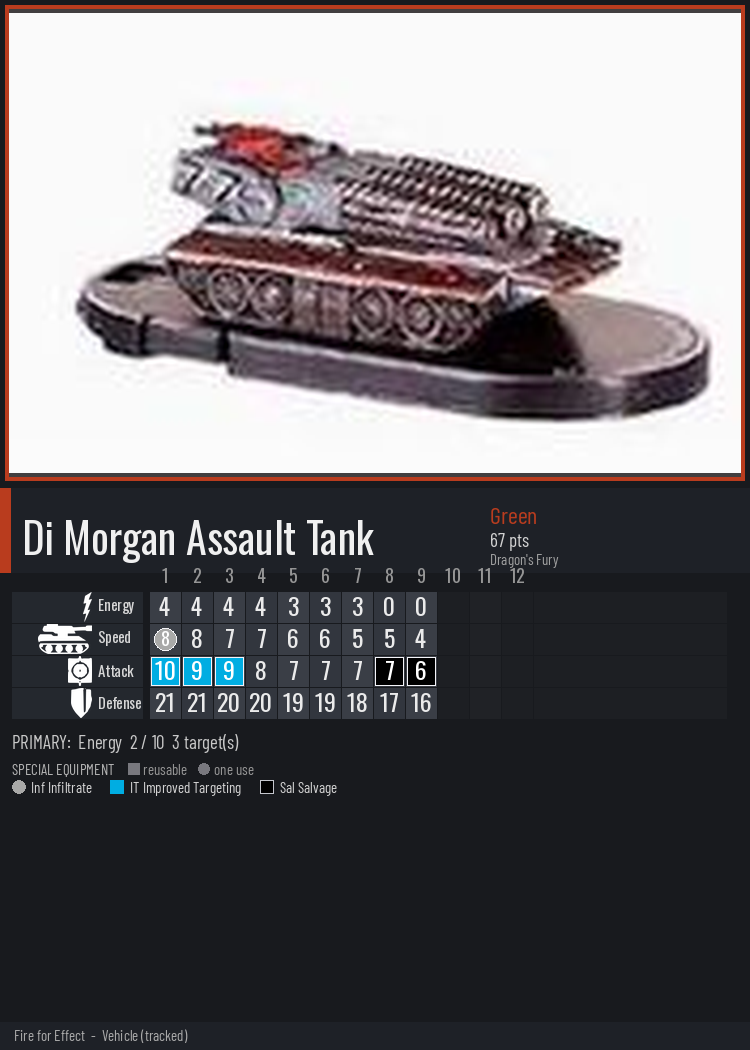 Di Morgan Assault Tank
Green
67 pts
Dragon's Fury
1 2 3 4 5 6 7 8 9 10 11 12
Energy 4 4 4 4 3 3 3 0 0
Speed 8 8 7 7 6 6 5 5 4
Attack 10 9 9 8 7 7 7 7 6
Defense 21 21 20 20 19 19 18 17 16
PRIMARY: Energy 2 / 10 3 target(s)
SPECIAL EQUIPMENT reusable one use
Inf Infiltrate IT Improved Targeting Sal Salvage
Fire for Effect - Vehicle (tracked)